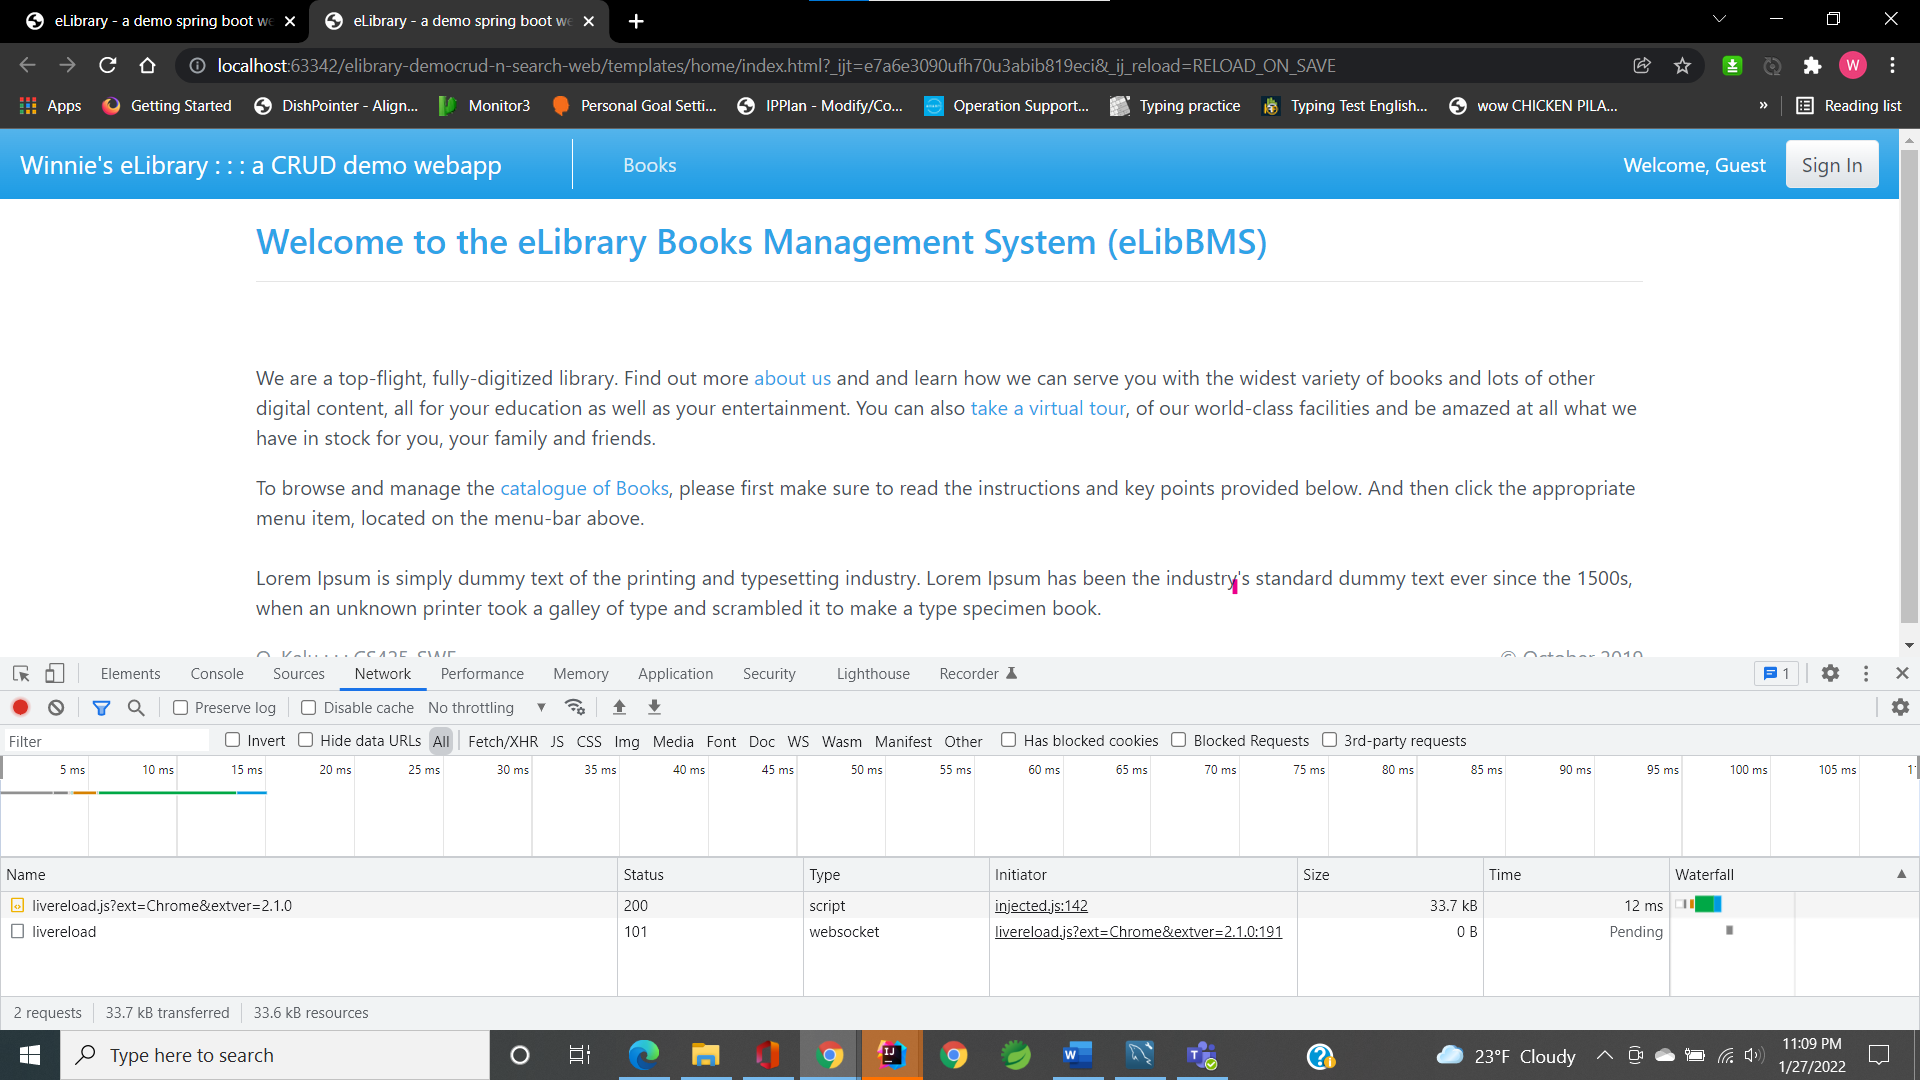 eLibrary - a demo spring boot we
eLibrary - a demo spring boot we
localhost:63342/elibrary-democrud-n-search-web/templates/home/index.html?_ijt=e7a6e3090ufh70u3abib819eci&_ij_reload=RELOAD_ON_SAVE
W
Apps Getting Started DishPointer - Align... Monitor3 Personal Goal Setti... IPPlan - Modify/Co... Operation Support... Typing practice Typing Test English... wow CHICKEN PILA... » Reading list
Winnie's eLibrary : : : a CRUD demo webapp Books Welcome, Guest Sign In
Welcome to the eLibrary Books Management System (eLibBMS)
We are a top-flight, fully-digitized library. Find out more about us and and learn how we can serve you with the widest variety of books and lots of other
digital content, all for your education as well as your entertainment. You can also take a virtual tour, of our world-class facilities and be amazed at all what we
have in stock for you, your family and friends.
To browse and manage the catalogue of Books, please first make sure to read the instructions and key points provided below. And then click the appropriate
menu item, located on the menu-bar above.
Lorem Ipsum is simply dummy text of the printing and typesetting industry. Lorem Ipsum has been the industry's standard dummy text ever since the 1500s,
when an unknown printer took a galley of type and scrambled it to make a type specimen book.
O. Kalu : : : CS425-SWE © October 2019
Elements Console Sources Network Performance Memory Application Security Lighthouse Recorder 1
Preserve log Disable cache No throttling
Filter Invert Hide data URLs All Fetch/XHR JS CSS Img Media Font Doc WS Wasm Manifest Other Has blocked cookies Blocked Requests 3rd-party requests
5 ms 10 ms 15 ms 20 ms 25 ms 30 ms 35 ms 40 ms 45 ms 50 ms 55 ms 60 ms 65 ms 70 ms 75 ms 80 ms 85 ms 90 ms 95 ms 100 ms 105 ms
Name Status Type Initiator Size Time Waterfall
livereload.js?ext=Chrome&extver=2.1.0 200 script injected.js:142 33.7 kB 12 ms
livereload 101 websocket livereload.js?ext=Chrome&extver=2.1.0:191 0 B Pending
2 requests 33.7 kB transferred 33.6 kB resources
Type here to search 23°F Cloudy 11:09 PM
1/27/2022